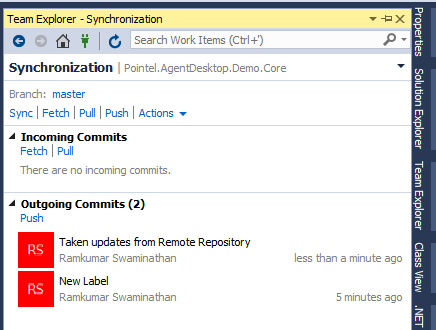 Team Explorer - Synchronization
Search Work Items (Ctrl+')
Synchronization | Pointel.AgentDesktop.Demo.Core
Branch: master
Sync | Fetch | Pull | Push | Actions
Incoming Commits
Fetch | Pull
There are no incoming commits.
Outgoing Commits (2)
Push
RS
Taken updates from Remote Repository
Ramkumar Swaminathan
less than a minute ago
RS
New Label
Ramkumar Swaminathan
5 minutes ago
Properties
Solution Explorer
Team Explorer
Class View
.NET